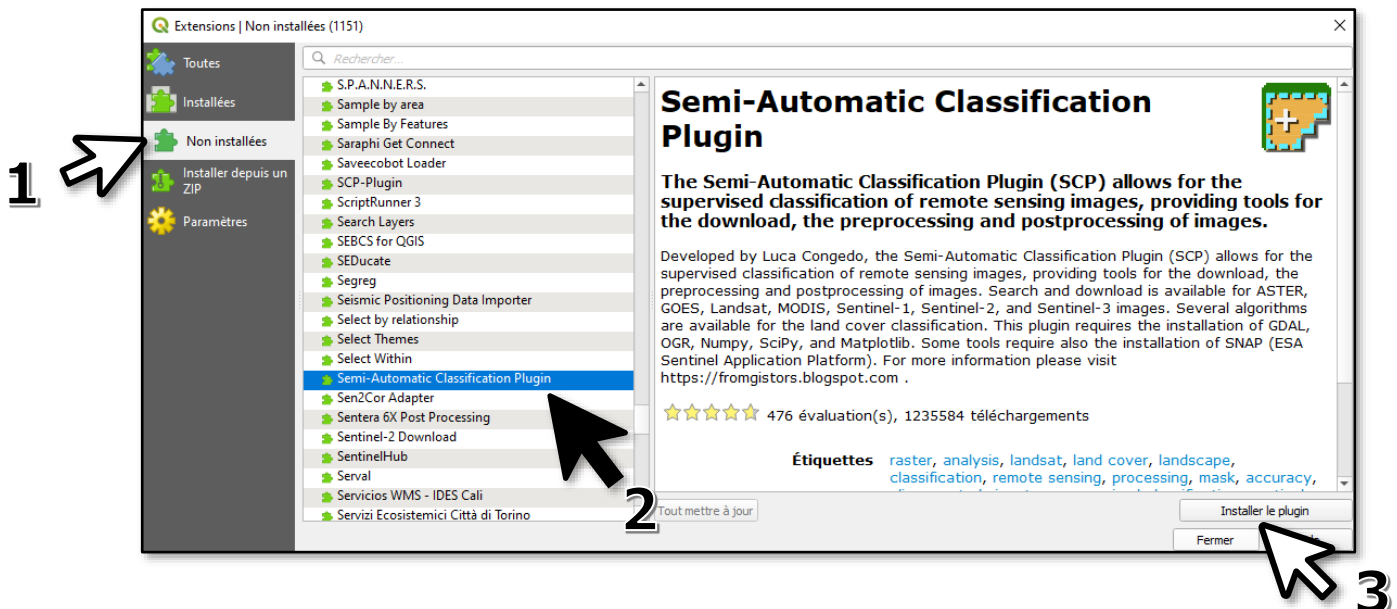 Extensions | Non installées (1151)
Toutes
Installées
Non installées
Installer depuis un
ZIP
Paramètres
1
Rechercher...
S.P.A.N.N.E.R.S.
Sample by area
Sample By Features
Saraphi Get Connect
Saveecobot Loader
SCP-Plugin
ScriptRunner 3
Search Layers
SEBCS for QGIS
SEDucate
Segreg
Seismic Positioning Data Importer
Select by relationship
Select Themes
Select Within
Semi-Automatic Classification Plugin
Sen2Cor Adapter
Sentera 6X Post Processing
Sentinel-2 Download
SentinelHub
Serval
Servicios WMS - IDES Cali
Servizi Ecosistemici Città di Torino
2
Semi-Automatic Classification
Plugin
The Semi-Automatic Classification Plugin (SCP) allows for the
supervised classification of remote sensing images, providing tools for
the download, the preprocessing and postprocessing of images.
Developed by Luca Congedo, the Semi-Automatic Classification Plugin (SCP) allows for the
supervised classification of remote sensing images, providing tools for the download, the
preprocessing and postprocessing of images. Search and download is available for ASTER,
GOES, Landsat, MODIS, Sentinel-1, Sentinel-2, and Sentinel-3 images. Several algorithms
are available for the land cover classification. This plugin requires the installation of GDAL,
OGR, Numpy, SciPy, and Matplotlib. Some tools require also the installation of SNAP (ESA
Sentinel Application Platform). For more information please visit
https://fromgistors.blogspot.com .
476 évaluation(s), 1235584 téléchargements
Étiquettes raster, analysis, landsat, land cover, landscape,
classification, remote sensing, processing, mask, accuracy,
Tout mettre à jour
Installer le plugin
Fermer
3